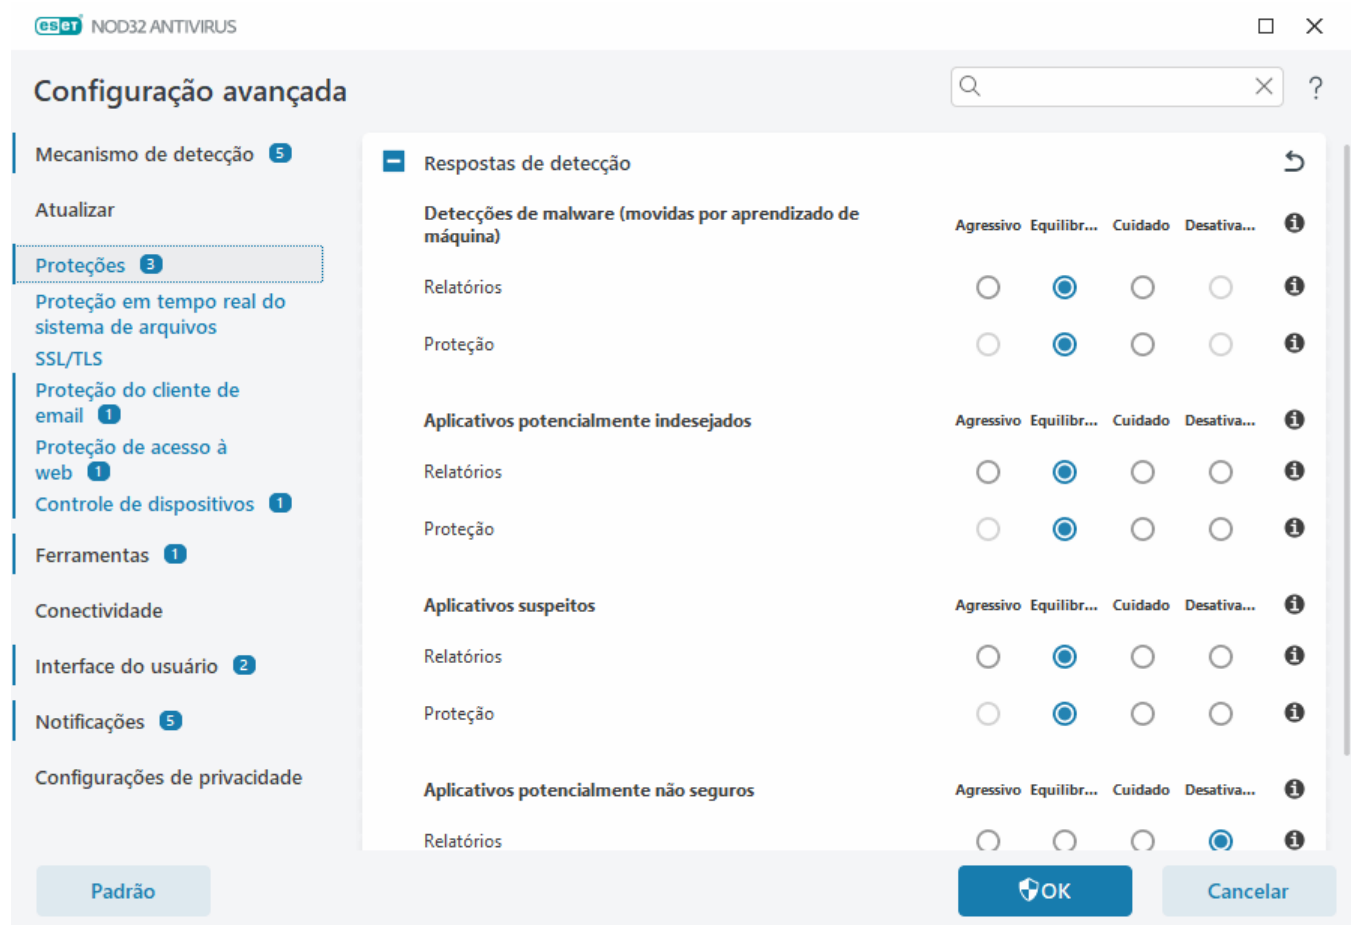 eset NOD32 ANTIVIRUS
Configuração avançada
?
Mecanismo de detecção 5
Atualizar
Proteções 3
Proteção em tempo real do
sistema de arquivos
SSL/TLS
Proteção do cliente de
email 1
Proteção de acesso à
web 1
Controle de dispositivos 1
Ferramentas 1
Conectividade
Interface do usuário 2
Notificações 5
Configurações de privacidade
Respostas de detecção
Detecções de malware (movidas por aprendizado de
máquina)
Agressivo Equilibr... Cuidado Desativa...
Relatórios
Proteção
Aplicativos potencialmente indesejados
Agressivo Equilibr... Cuidado Desativa...
Relatórios
Proteção
Aplicativos suspeitos
Agressivo Equilibr... Cuidado Desativa...
Relatórios
Proteção
Aplicativos potencialmente não seguros
Agressivo Equilibr... Cuidado Desativa...
Relatórios
Padrão
OK
Cancelar